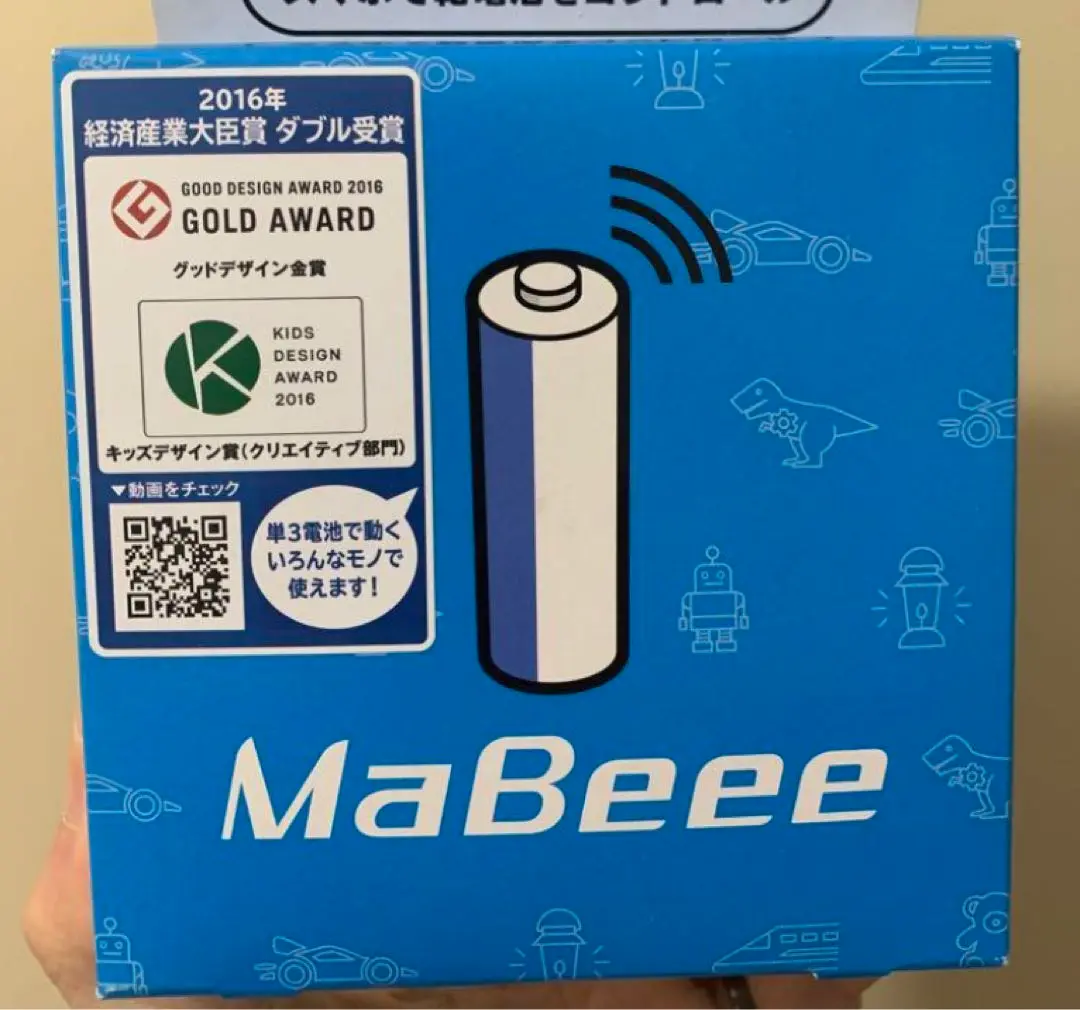 2016年
経済産業大臣賞 ダブル受賞
GOOD DESIGN AWARD 2016
GOLD AWARD
グッドデザイン金賞
KIDS
DESIGN
AWARD
2016
キッズデザイン賞(クリエイティブ部門)
▼動画をチェック
単3電池で動く
いろんなモノで
使えます!
MaBeee